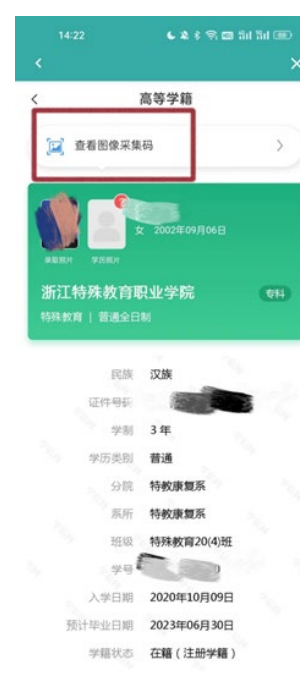 14:22
高等学籍
查看图像采集码
女 2002年09月06日
录取照片 学历照片
浙江特殊教育职业学院 专科
特殊教育 | 普通全日制
民族 汉族
证件号码
学制 3 年
学历类别 普通
分院 特教康复系
系所 特教康复系
班级 特殊教育20(4)班
学号
入学日期 2020年10月09日
预计毕业日期 2023年06月30日
学籍状态 在籍（注册学籍）